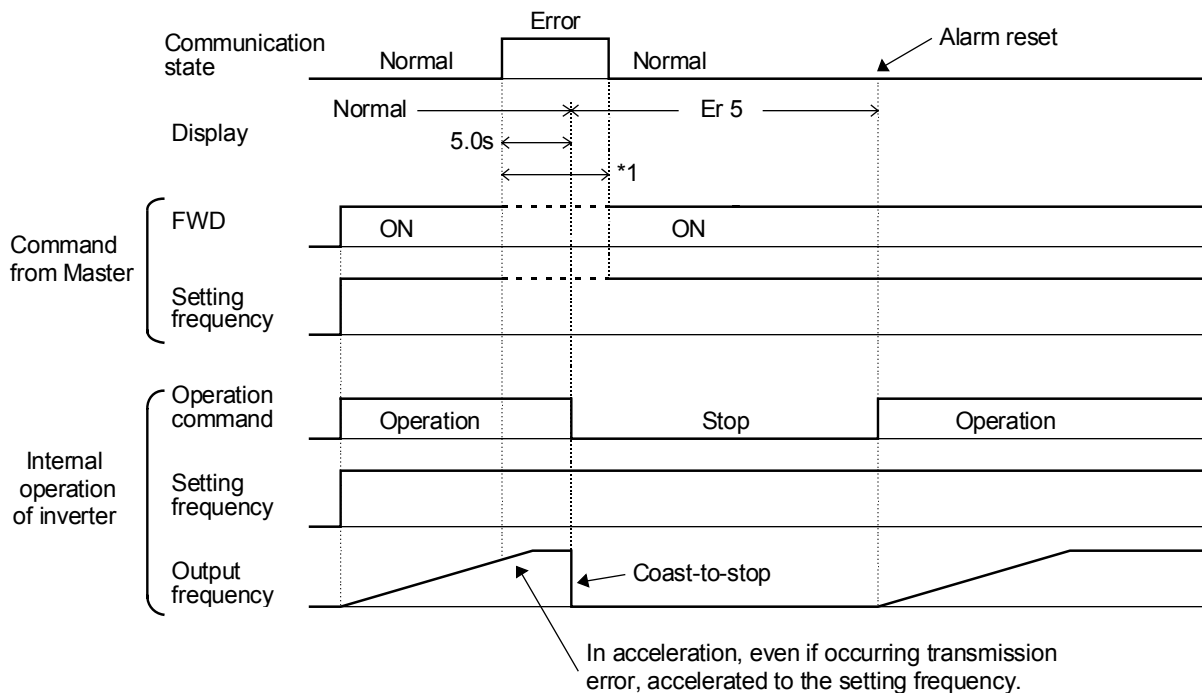 Error
Communication
state
Normal
Normal
Alarm reset
Normal
Er 5
Display
5.0s
*1
Command
from Master
FWD
ON
ON
Setting
frequency
Internal
operation
of inverter
Operation
command
Operation
Stop
Operation
Setting
frequency
Output
frequency
Coast-to-stop
In acceleration, even if occurring transmission
error, accelerated to the setting frequency.